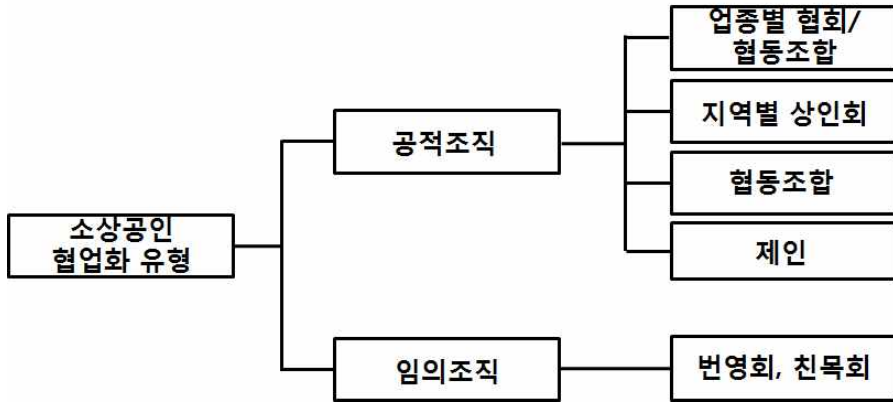 소상공인
협업화 유형
공적조직
업종별 협회/
협동조합
지역별 상인회
협동조합
제인
임의조직
번영회, 친목회